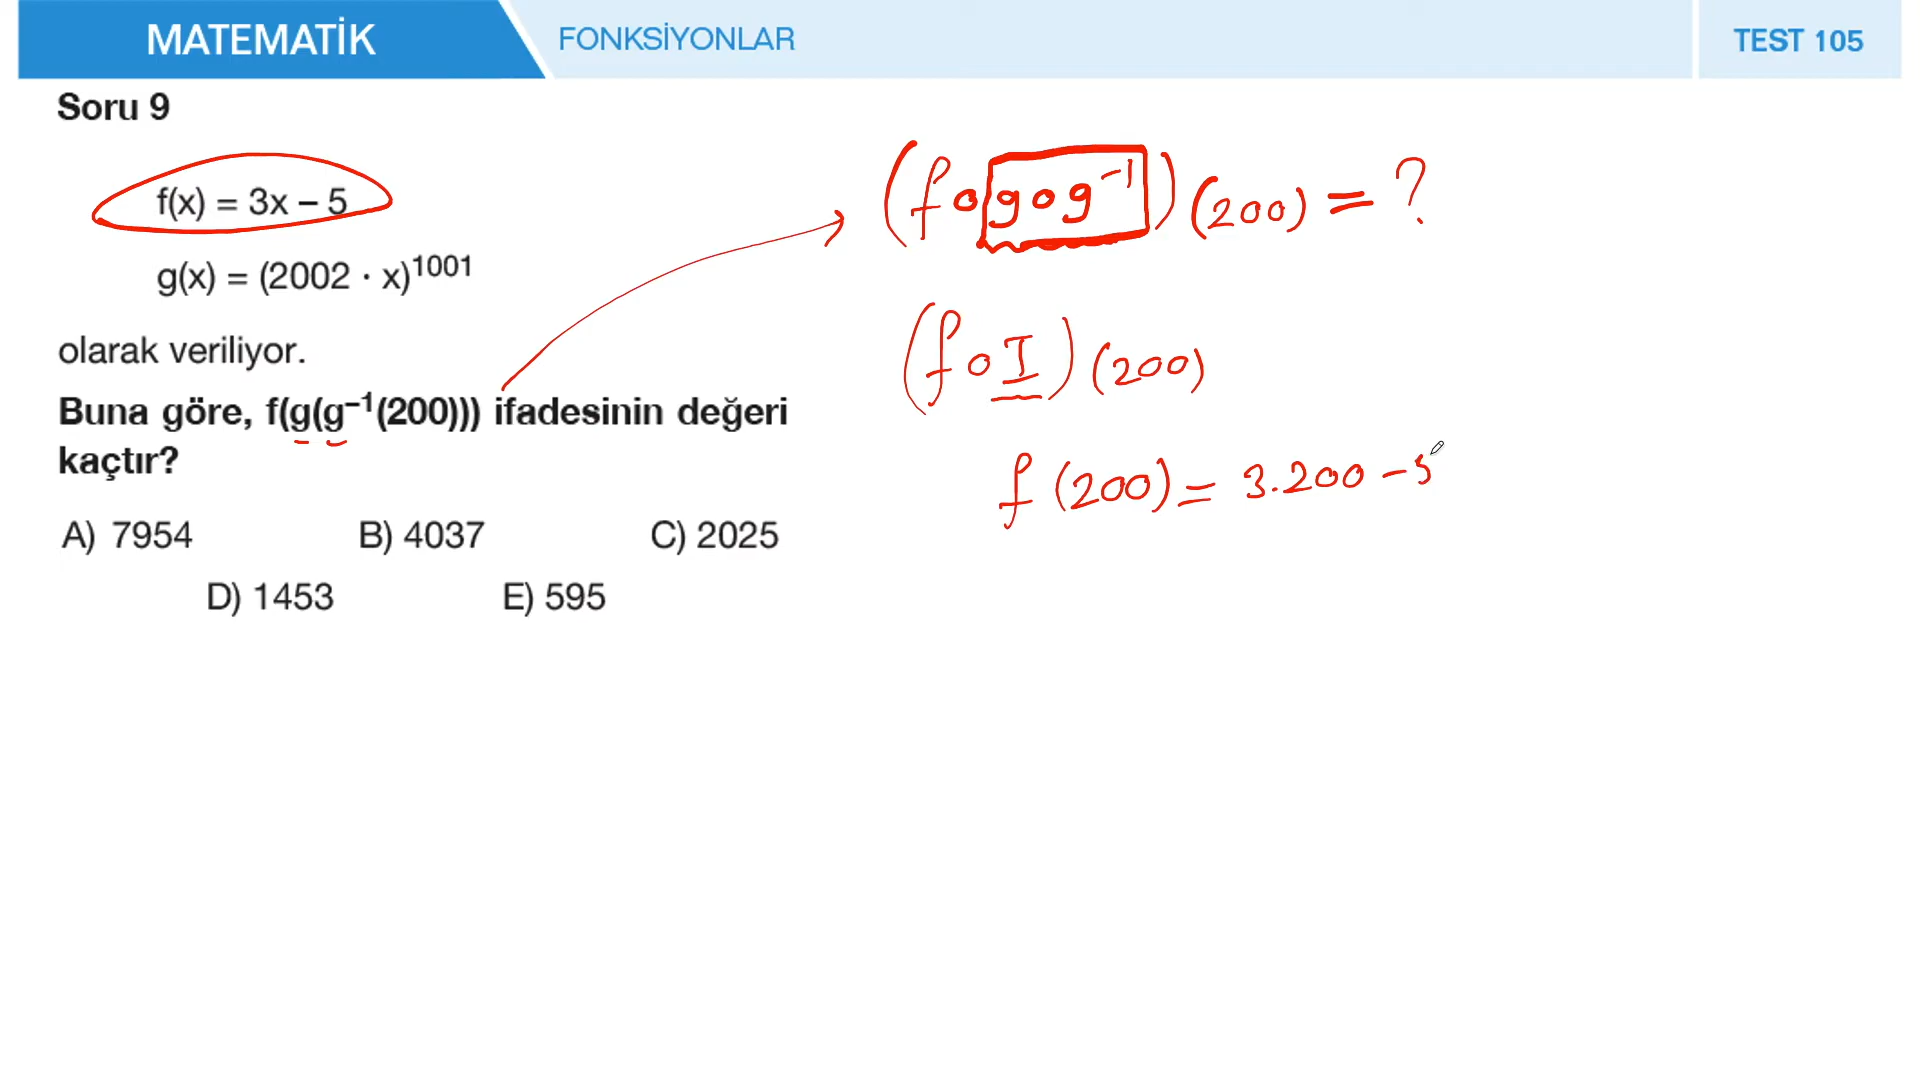 MATEMATİK
FONKSİYONLAR
TEST 105
Soru 9
f(x) = 3x – 5
g(x) = (2002 · x)¹⁰⁰¹
olarak veriliyor.
Buna göre, f(g(g⁻¹(200))) ifadesinin değeri
kaçtır?
A) 7954
B) 4037
C) 2025
D) 1453
E) 595
(fogog⁻¹)(200) = ?
(foI)(200)
f(200) = 3.200 – 5